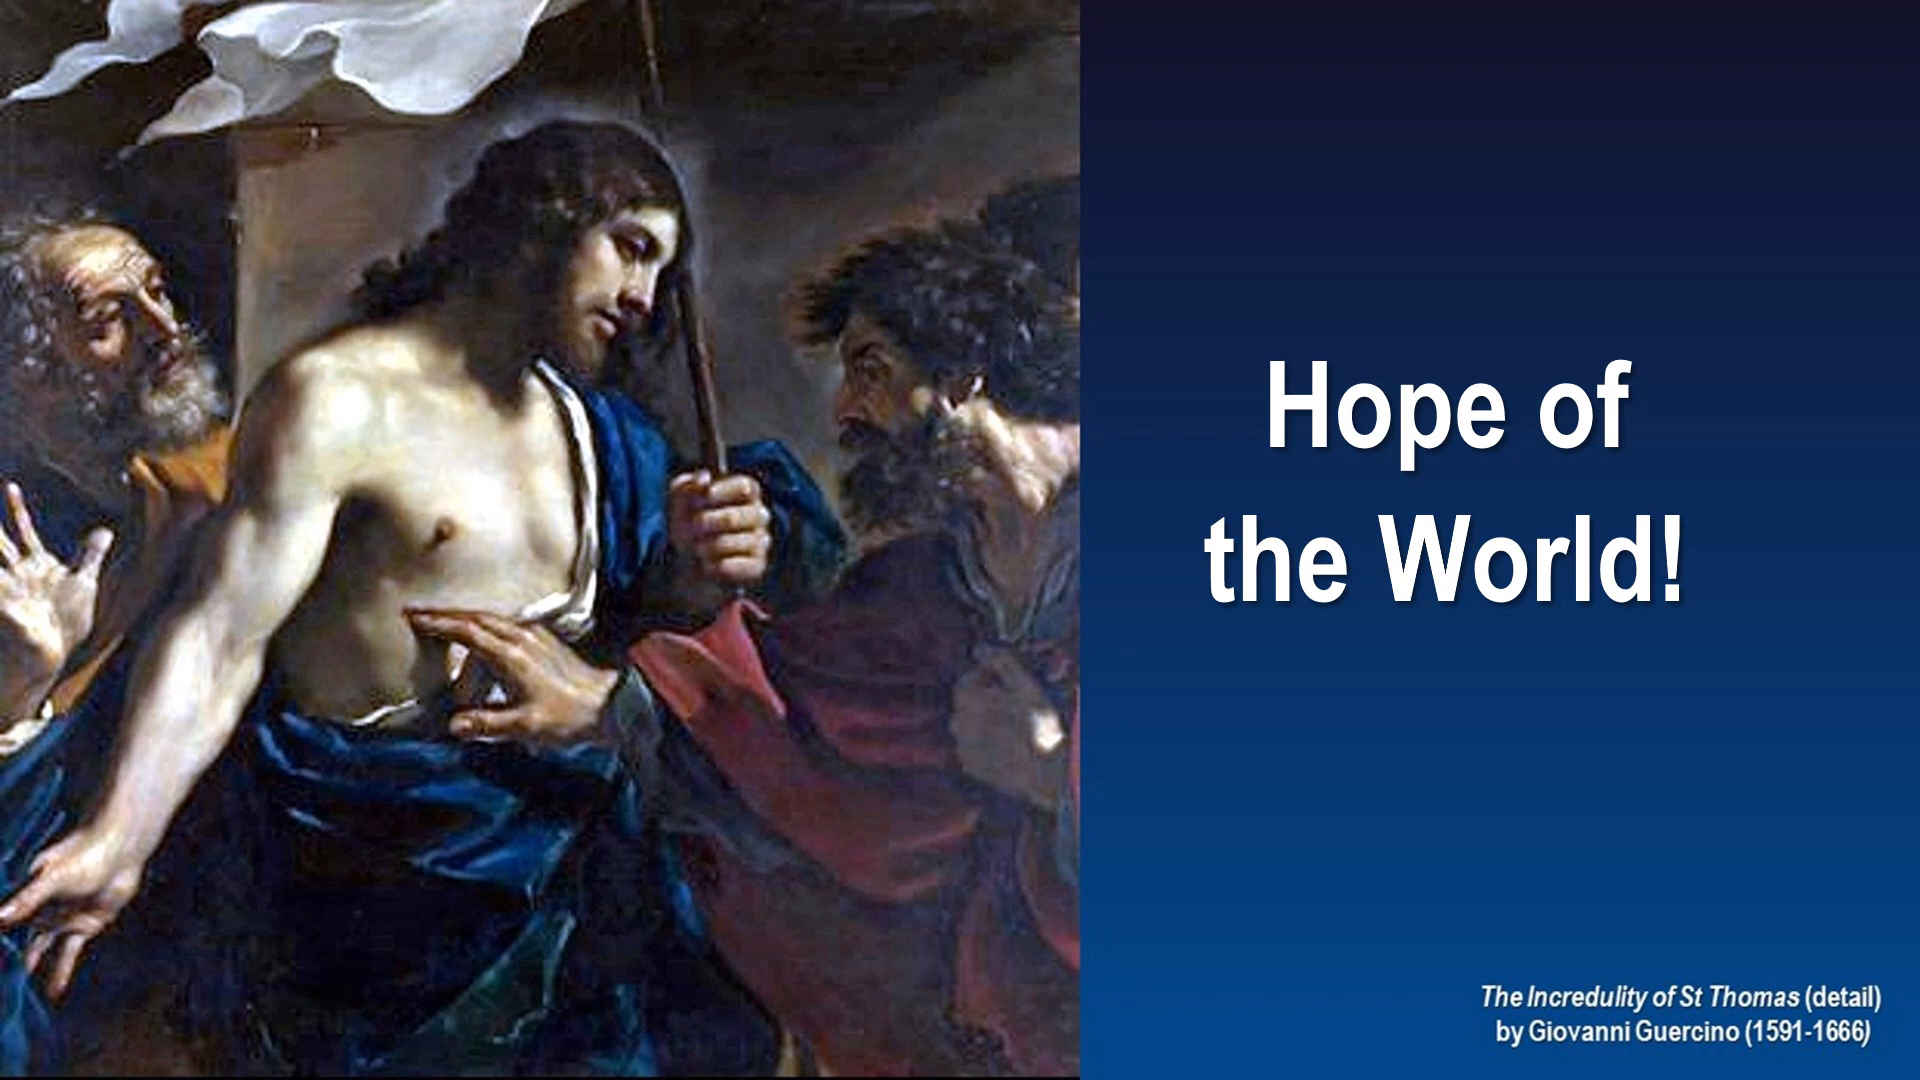 Hope of
the World!
The Incredulity of St Thomas (detail)
by Giovanni Guercino (1591-1666)